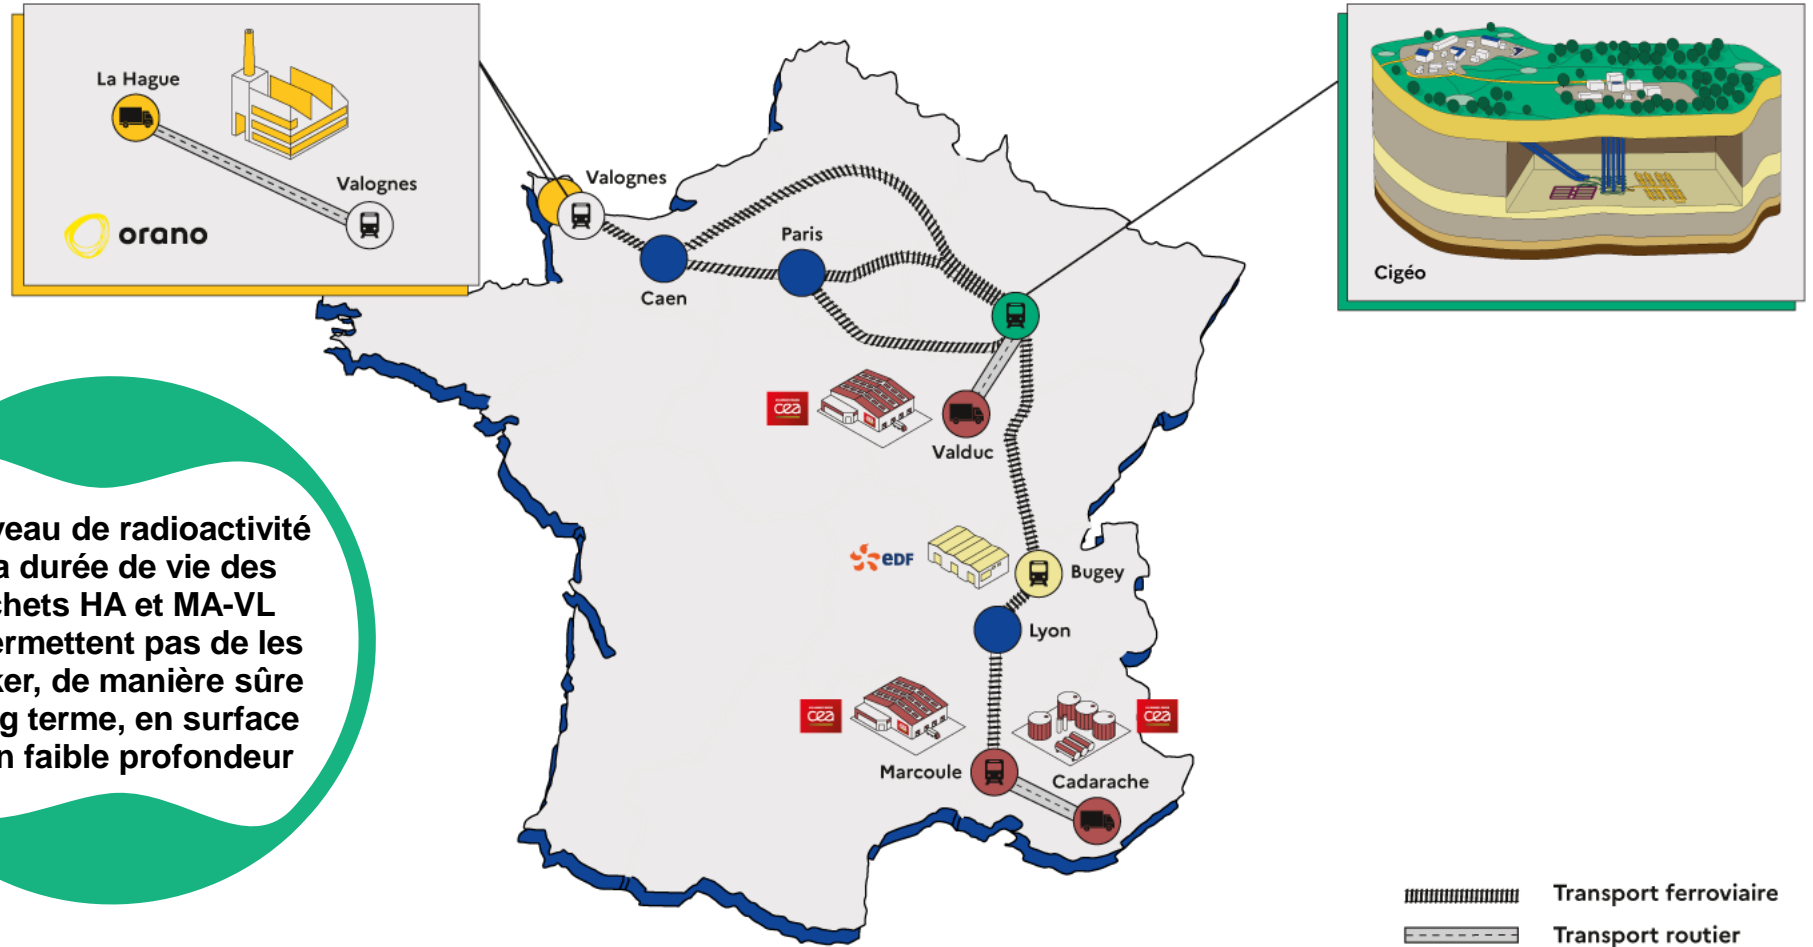 La Hague
Valognes
orano
Valognes
Paris
Caen
Cigéo
cea
Valduc
veau de radioactivité
a durée de vie des
chets HA et MA-VL
ermettent pas de les
ker, de manière sûre
g terme, en surface
n faible profondeur
eDF
Bugey
Lyon
cea
cea
Marcoule
Cadarache
Transport ferroviaire
Transport routier